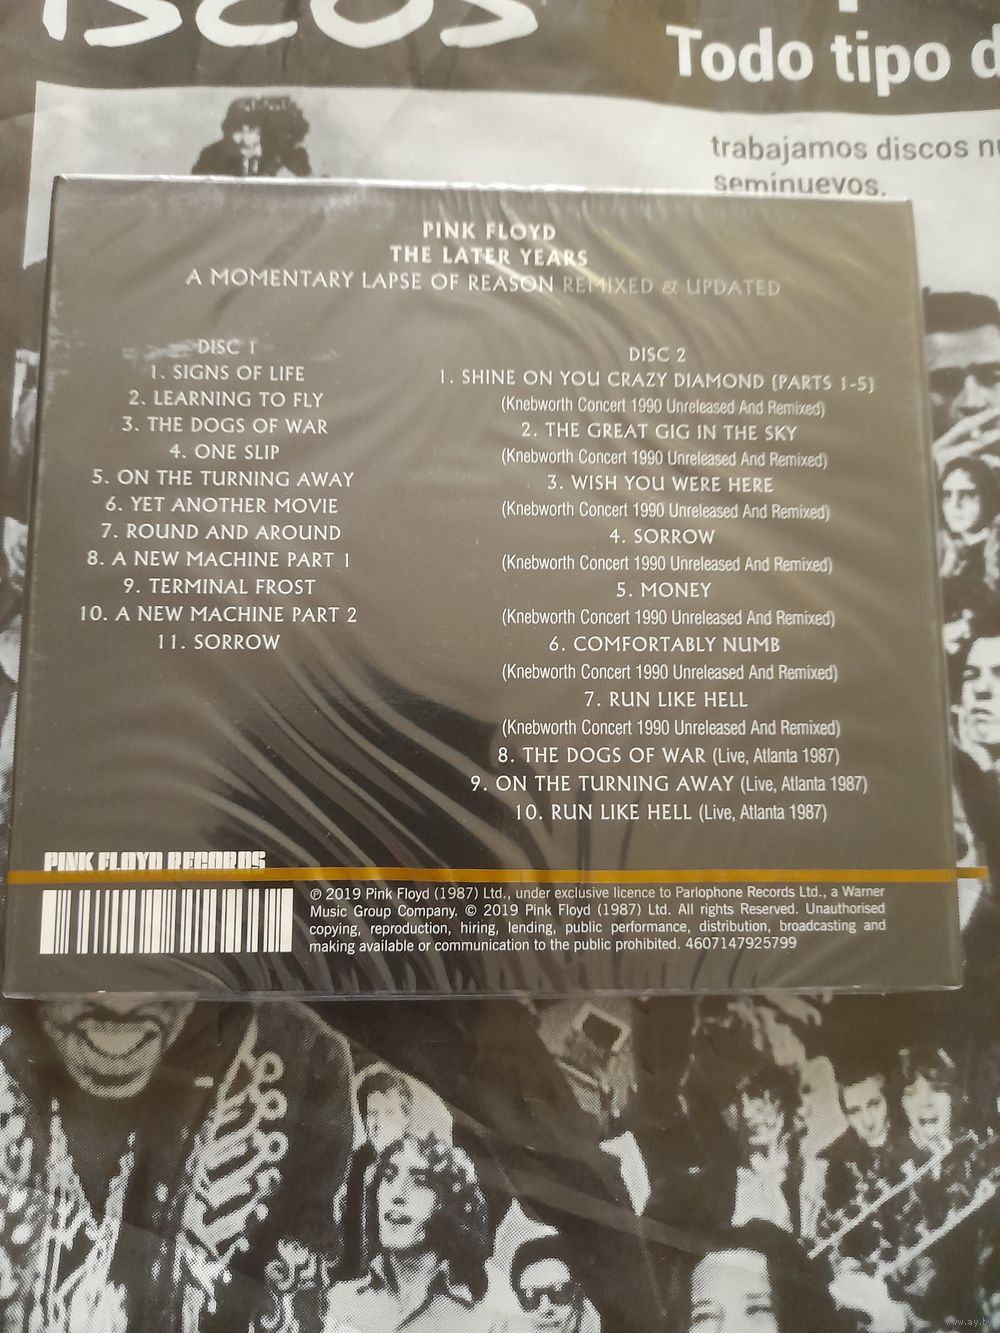 ISCOS
Todo tipo d
trabajamos discos nu
seminuevos.
PINK FLOYD
THE LATER YEARS
A MOMENTARY LAPSE OF REASON REMIXED & UPDATED
DISC 1
1. SIGNS OF LIFE
2. LEARNING TO FLY
3. THE DOGS OF WAR
4. ONE SLIP
5. ON THE TURNING AWAY
6. YET ANOTHER MOVIE
7. ROUND AND AROUND
8. A NEW MACHINE PART 1
9. TERMINAL FROST
10. A NEW MACHINE PART 2
11. SORROW
DISC 2
1. SHINE ON YOU CRAZY DIAMOND (PARTS 1-5)
(Knebworth Concert 1990 Unreleased And Remixed)
2. THE GREAT GIG IN THE SKY
(Knebworth Concert 1990 Unreleased And Remixed)
3. WISH YOU WERE HERE
(Knebworth Concert 1990 Unreleased And Remixed)
4. SORROW
(Knebworth Concert 1990 Unreleased And Remixed)
5. MONEY
(Knebworth Concert 1990 Unreleased And Remixed)
6. COMFORTABLY NUMB
(Knebworth Concert 1990 Unreleased And Remixed)
7. RUN LIKE HELL
(Knebworth Concert 1990 Unreleased And Remixed)
8. THE DOGS OF WAR (Live, Atlanta 1987)
9. ON THE TURNING AWAY (Live, Atlanta 1987)
10. RUN LIKE HELL (Live, Atlanta 1987)
PINK FLOYD RECORDS
℗ 2019 Pink Floyd (1987) Ltd., under exclusive licence to Parlophone Records Ltd., a Warner
Music Group Company. © 2019 Pink Floyd (1987) Ltd. All rights Reserved. Unauthorised
copying, reproduction, hiring, lending, public performance, distribution, broadcasting and
making available or communication to the public prohibited. 4607147925799
www.ay.by